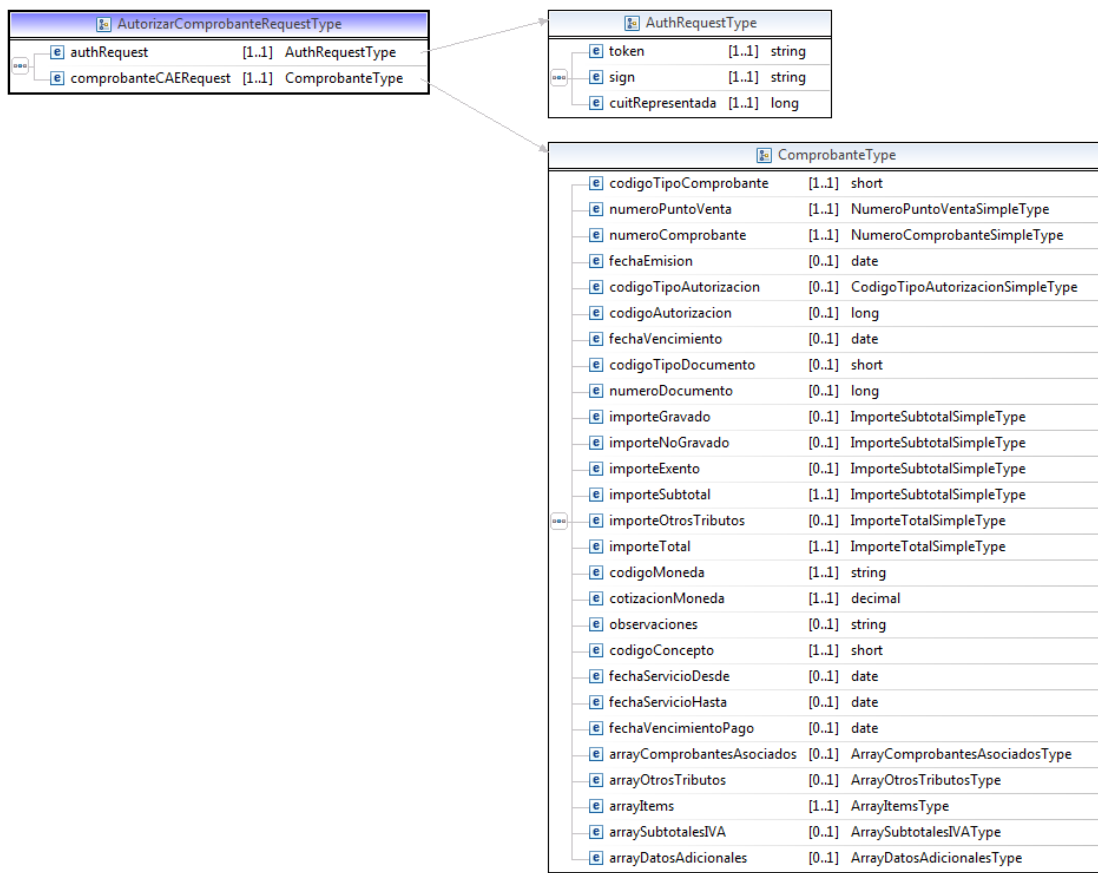 AutorizarComprobanteRequestType
authRequest [1..1] AuthRequestType
comprobanteCAERequest [1..1] ComprobanteType
AuthRequestType
token [1..1] string
sign [1..1] string
cuitRepresentada [1..1] long
ComprobanteType
codigoTipoComprobante [1..1] short
numeroPuntoVenta [1..1] NumeroPuntoVentaSimpleType
numeroComprobante [1..1] NumeroComprobanteSimpleType
fechaEmision [0..1] date
codigoTipoAutorizacion [0..1] CodigoTipoAutorizacionSimpleType
codigoAutorizacion [0..1] long
fechaVencimiento [0..1] date
codigoTipoDocumento [0..1] short
numeroDocumento [0..1] long
importeGravado [0..1] ImporteSubtotalSimpleType
importeNoGravado [0..1] ImporteSubtotalSimpleType
importeExento [0..1] ImporteSubtotalSimpleType
importeSubtotal [1..1] ImporteSubtotalSimpleType
importeOtrosTributos [0..1] ImporteTotalSimpleType
importeTotal [1..1] ImporteTotalSimpleType
codigoMoneda [1..1] string
cotizacionMoneda [1..1] decimal
observaciones [0..1] string
codigoConcepto [1..1] short
fechaServicioDesde [0..1] date
fechaServicioHasta [0..1] date
fechaVencimientoPago [0..1] date
arrayComprobantesAsociados [0..1] ArrayComprobantesAsociadosType
arrayOtrosTributos [0..1] ArrayOtrosTributosType
arrayItems [1..1] ArrayItemsType
arraySubtotalesIVA [0..1] ArraySubtotalesIVAType
arrayDatosAdicionales [0..1] ArrayDatosAdicionalesType